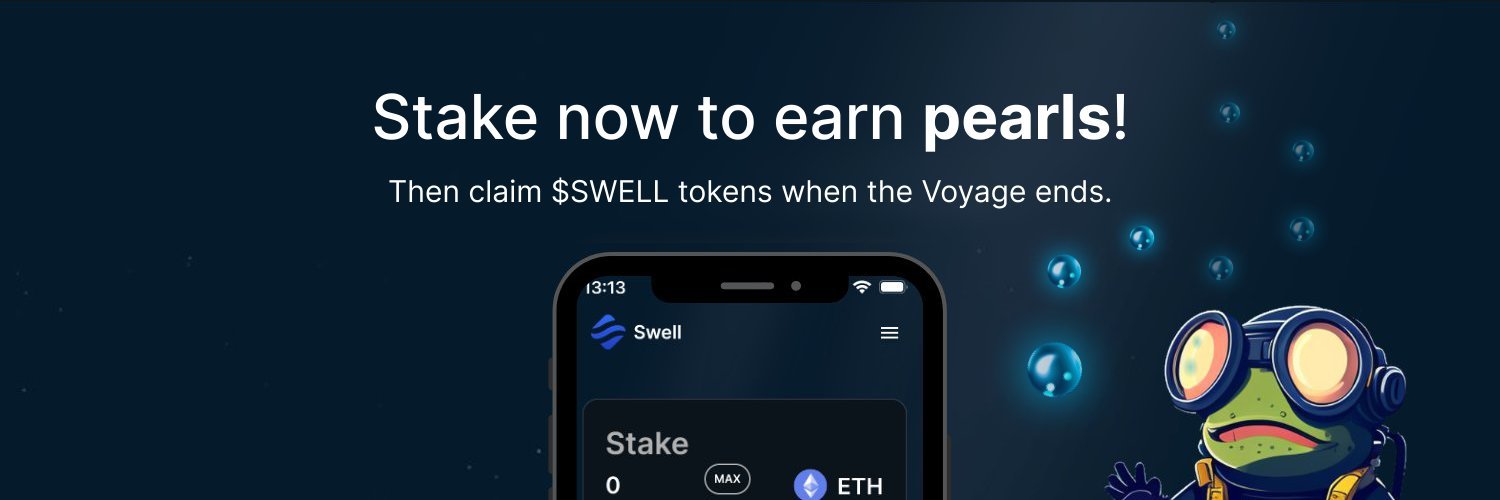 Stake now to earn pearls!
Then claim $SWELL tokens when the Voyage ends.
13:13
Swell
Stake
0 MAX ETH